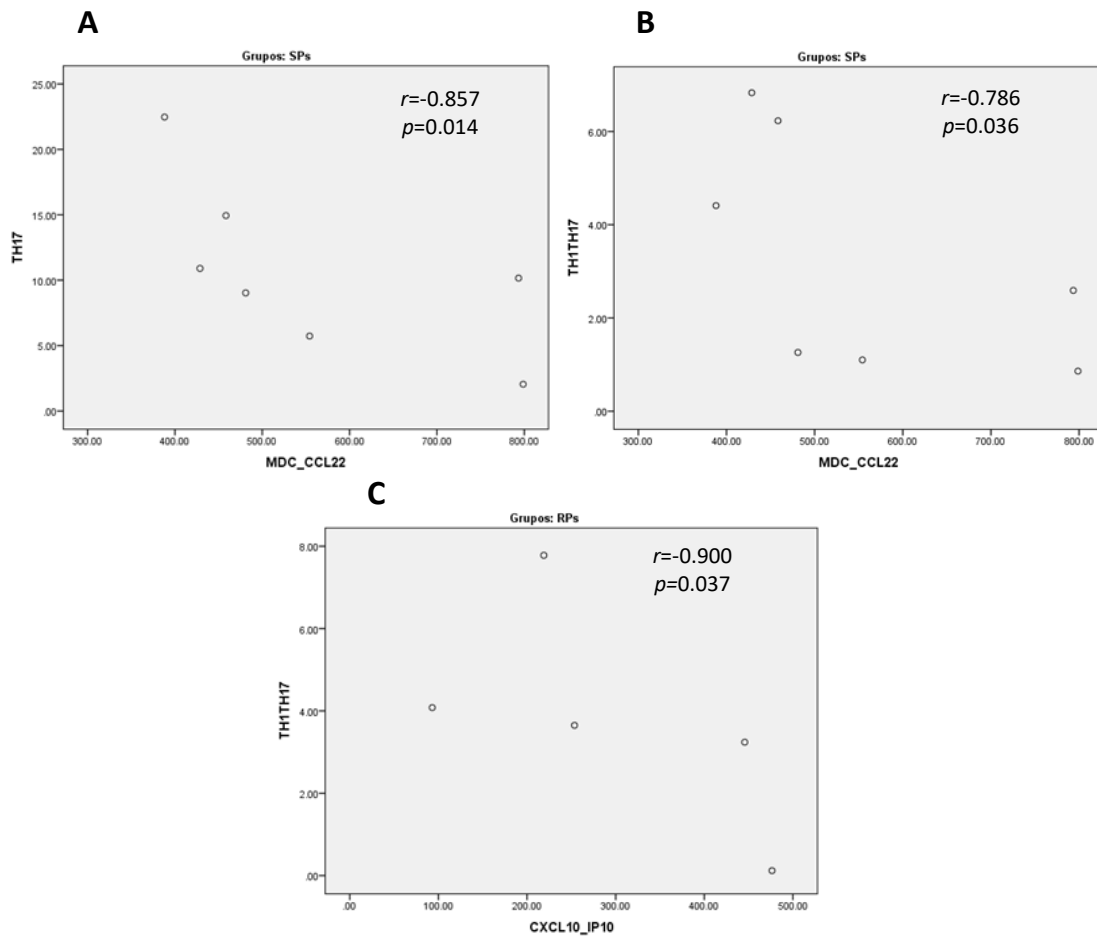 A
Grupos: SPs
r=-0.857
p=0.014
25.00
20.00
15.00
10.00
5.00
.00
TH17
300.00 400.00 500.00 600.00 700.00 800.00
MDC_CCL22
B
Grupos: SPs
r=-0.786
p=0.036
6.00
4.00
2.00
.00
TH1TH17
300.00 400.00 500.00 600.00 700.00 800.00
MDC_CCL22
C
Grupos: RPs
r=-0.900
p=0.037
8.00
6.00
4.00
2.00
.00
TH1TH17
.00 100.00 200.00 300.00 400.00 500.00
CXCL10_IP10